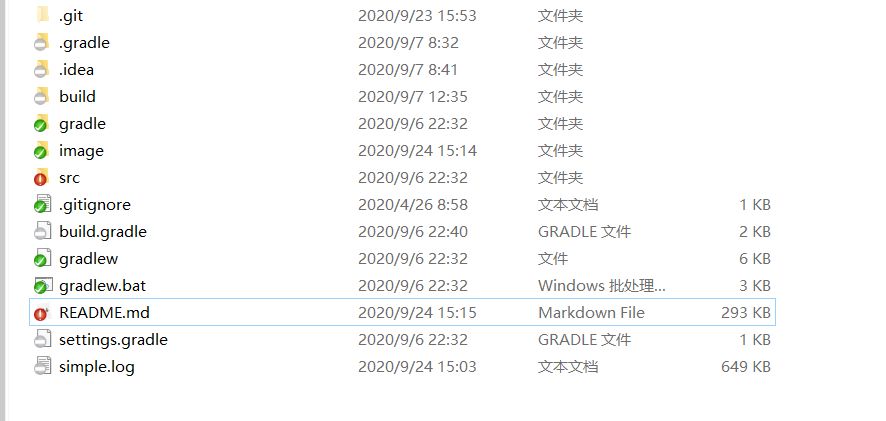 .git 2020/9/23 15:53 文件夹
.gradle 2020/9/7 8:32 文件夹
.idea 2020/9/7 8:41 文件夹
build 2020/9/7 12:35 文件夹
gradle 2020/9/6 22:32 文件夹
image 2020/9/24 15:14 文件夹
src 2020/9/6 22:32 文件夹
.gitignore 2020/4/26 8:58 文本文档 1 KB
build.gradle 2020/9/6 22:40 GRADLE 文件 2 KB
gradlew 2020/9/6 22:32 文件 6 KB
gradlew.bat 2020/9/6 22:32 Windows 批处理... 3 KB
README.md 2020/9/24 15:15 Markdown File 293 KB
settings.gradle 2020/9/6 22:32 GRADLE 文件 1 KB
simple.log 2020/9/24 15:03 文本文档 649 KB